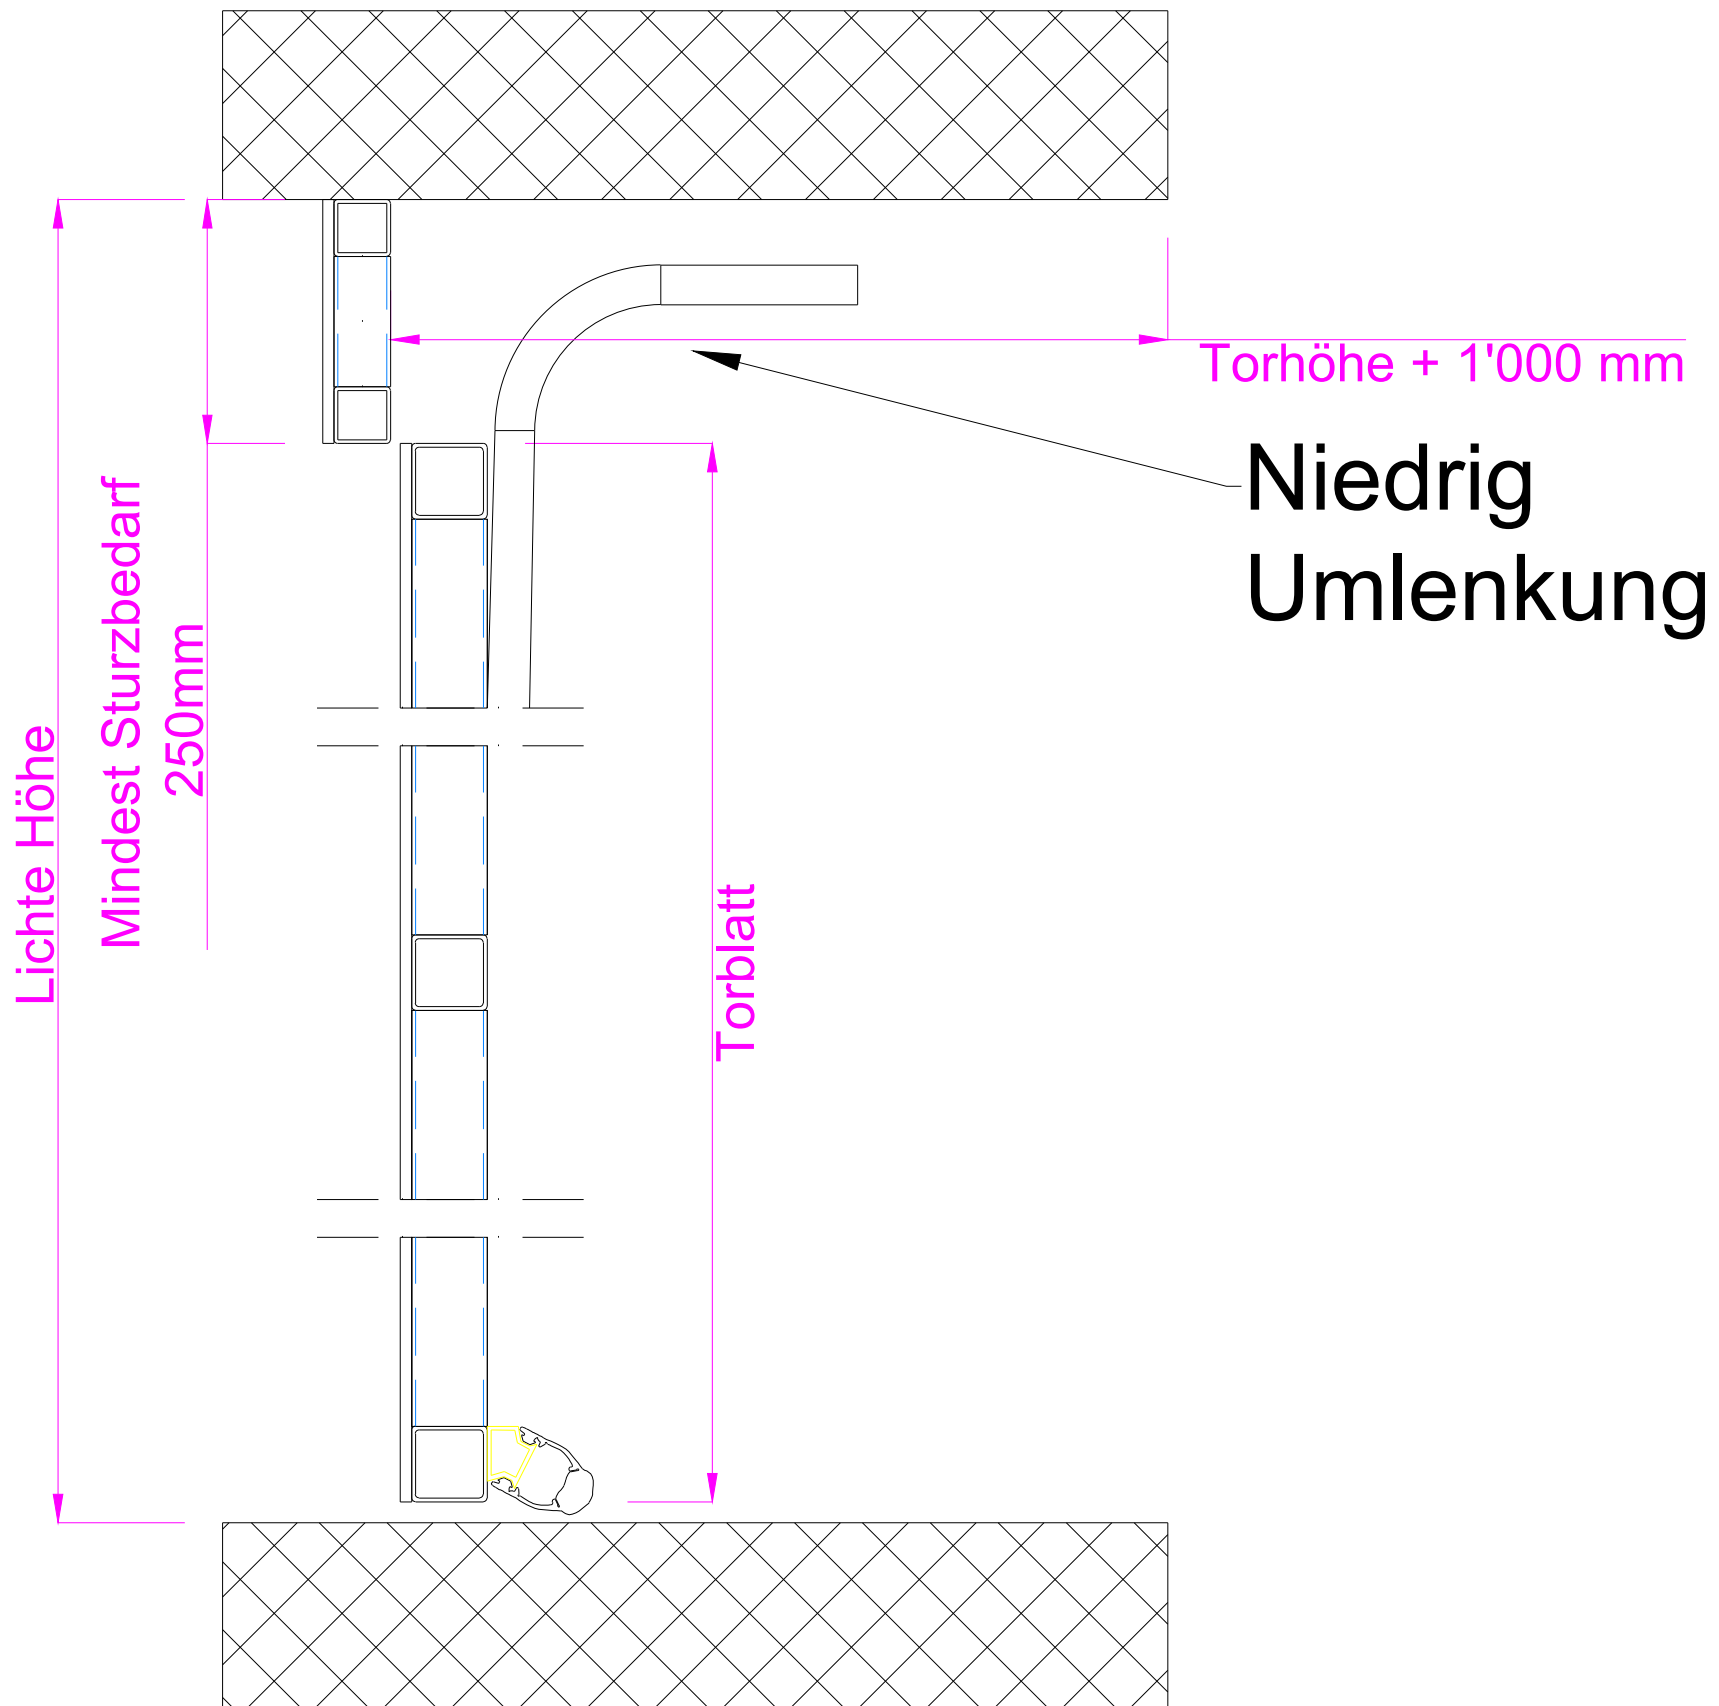 Torhöhe + 1'000 mm
Niedrig
Umlenkung
Lichte Höhe
Mindest Sturzbedarf
250mm
Torblatt